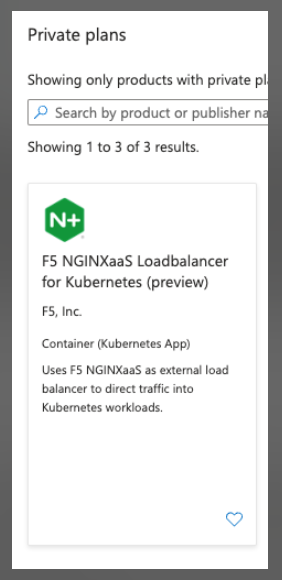 Private plans
Showing only products with private
Search by product or publisher
Showing 1 to 3 of 3 results.
N+
F5 NGINXaaS Loadbalancer
for Kubernetes (preview)
F5, Inc.
Container (Kubernetes App)
Uses F5 NGINXaaS as external load
balancer to direct traffic into
Kubernetes workloads.